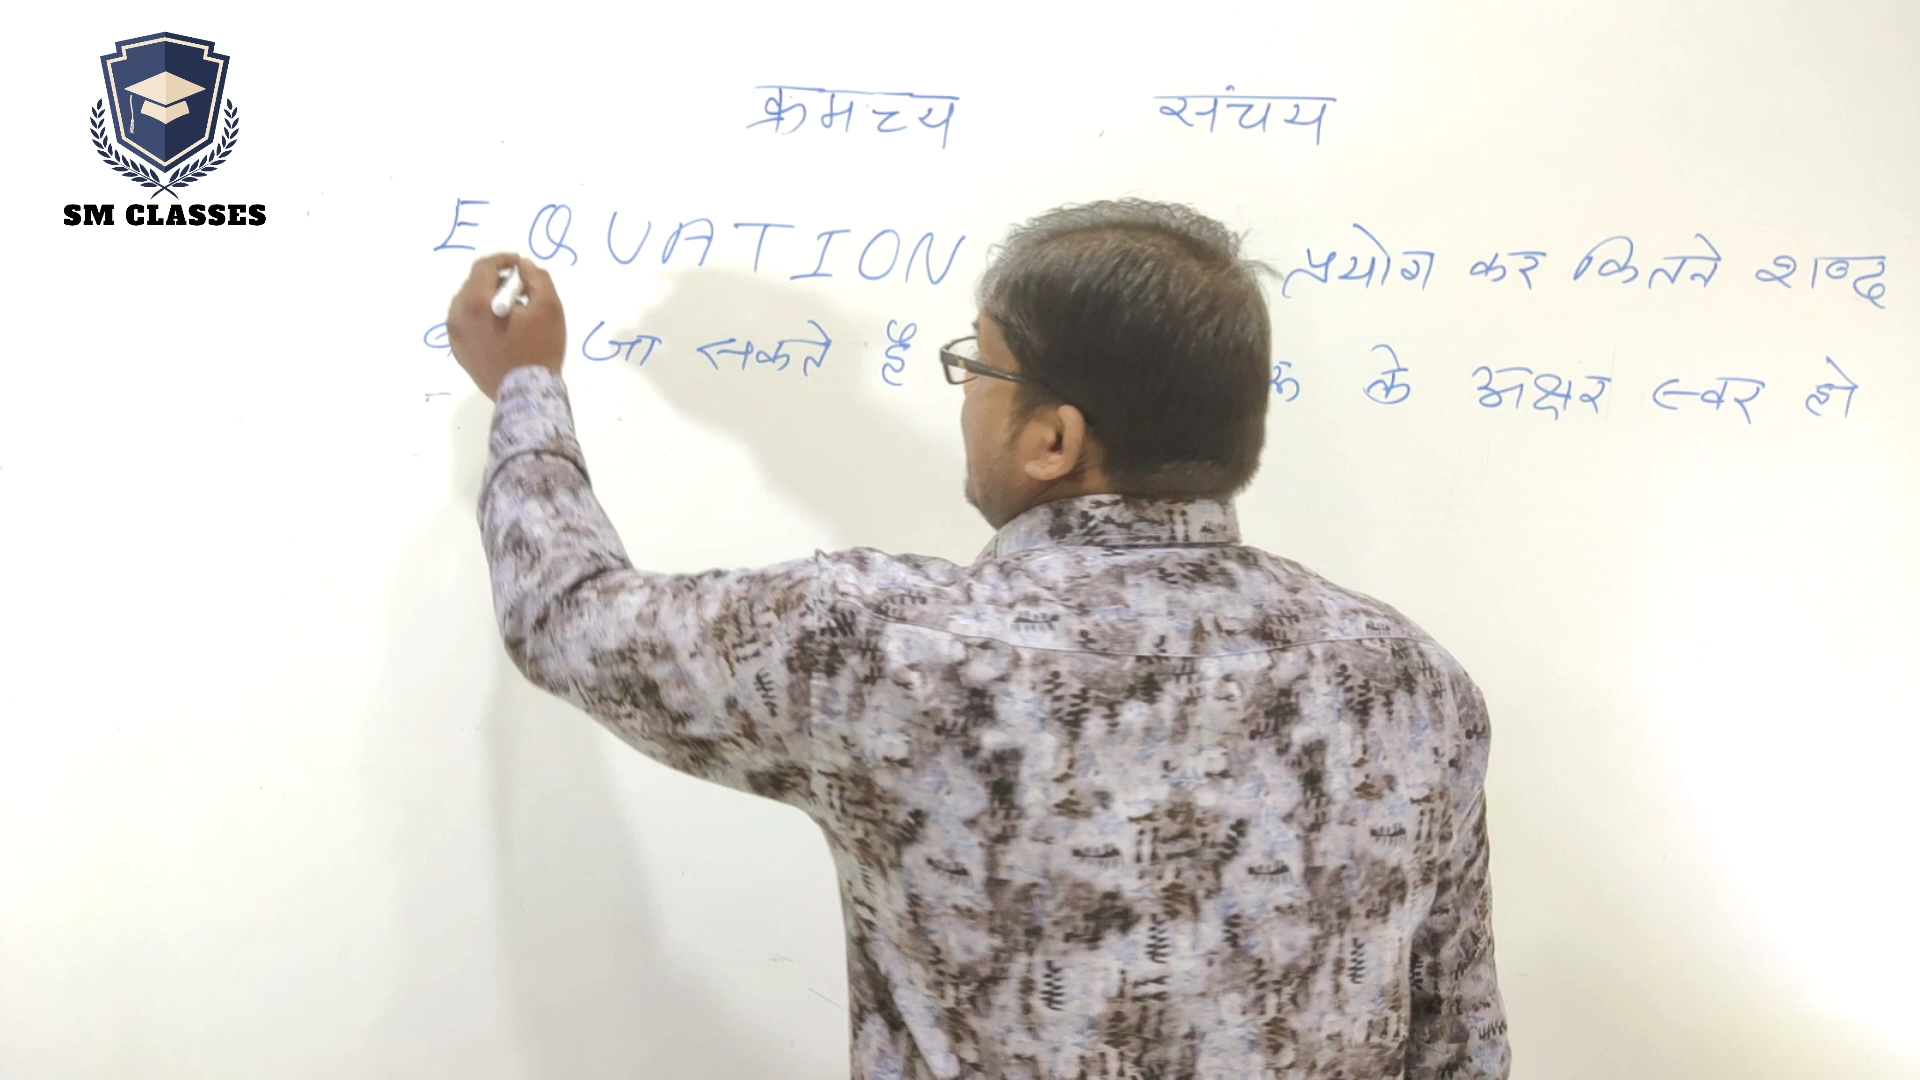 SM CLASSES
क्रमचय संचय
EQUATION प्रयोग कर कितने शब्द
जा सकते है के अक्षर स्वर हो